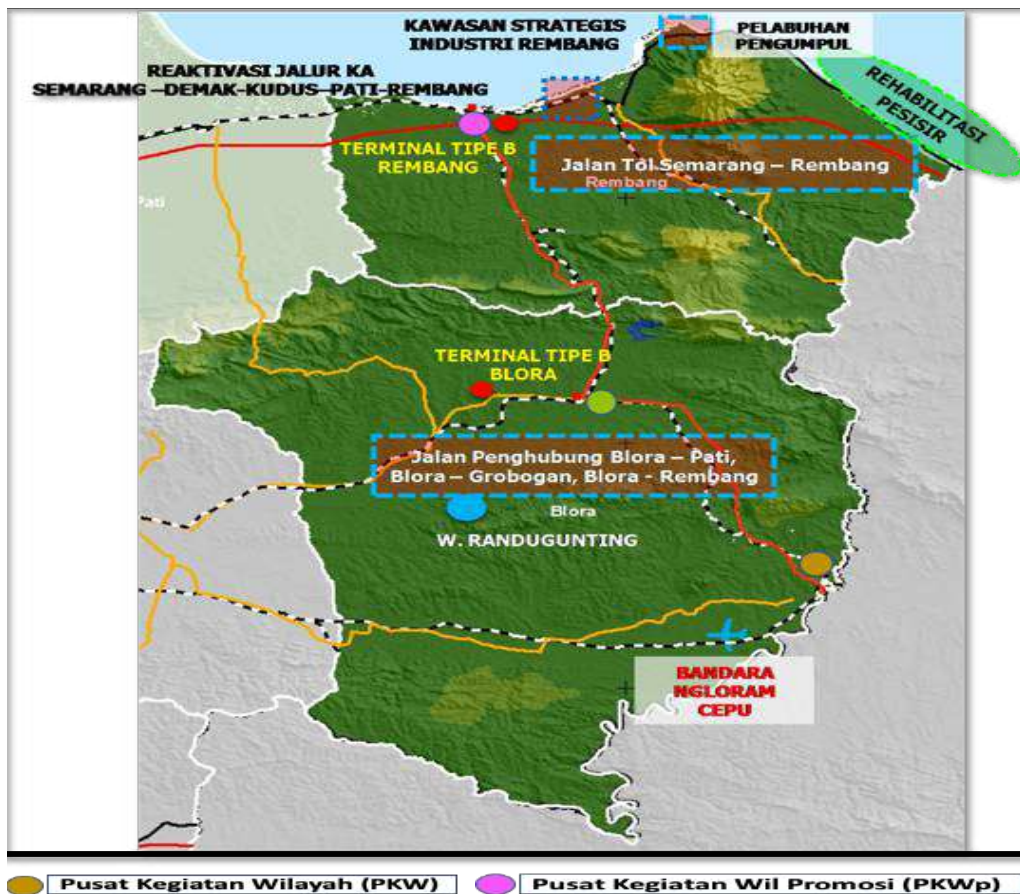 KAWASAN STRATEGIS
INDUSTRI REMBANG
PELABUHAN
PENGUMPUL
REAKTIVASI JALUR KA
SEMARANG –DEMAK-KUDUS–PATI-REMBANG
REHABILITASI
PESISIR
TERMINAL TIPE B
REMBANG
Jalan Tol Semarang – Rembang
Rembang
Pati
TERMINAL TIPE B
BLORA
Jalan Penghubung Blora – Pati,
Blora – Grobogan, Blora - Rembang
Blora
W. RANDUGUNTING
BANDARA
NGLORAM
CEPU
Pusat Kegiatan Wilayah (PKW)
Pusat Kegiatan Wil Promosi (PKWp)